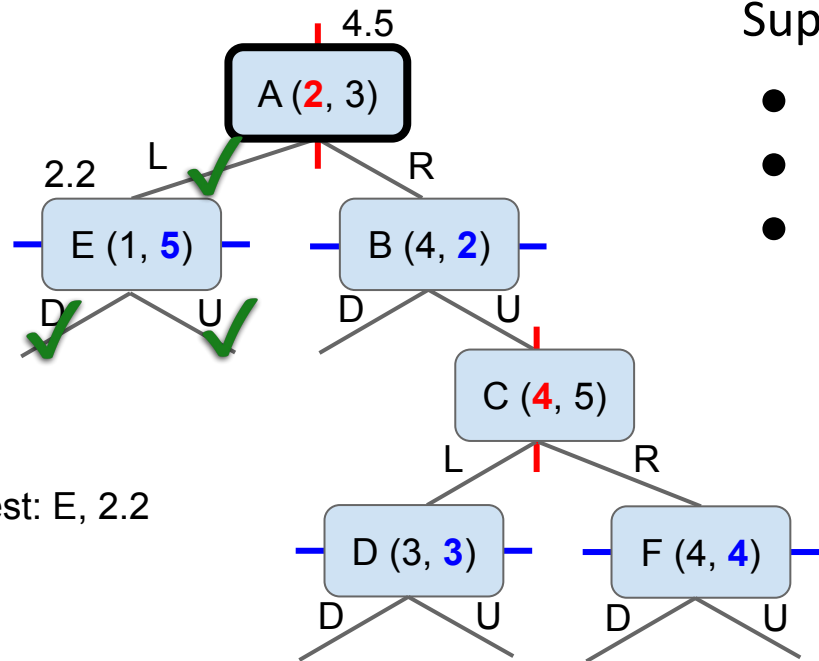 4.5
Sup
A (2, 3)
L
R
2.2
E (1, 5)
B (4, 2)
D
U
D
U
C (4, 5)
L
R
est: E, 2.2
D (3, 3)
F (4, 4)
D
U
D
U